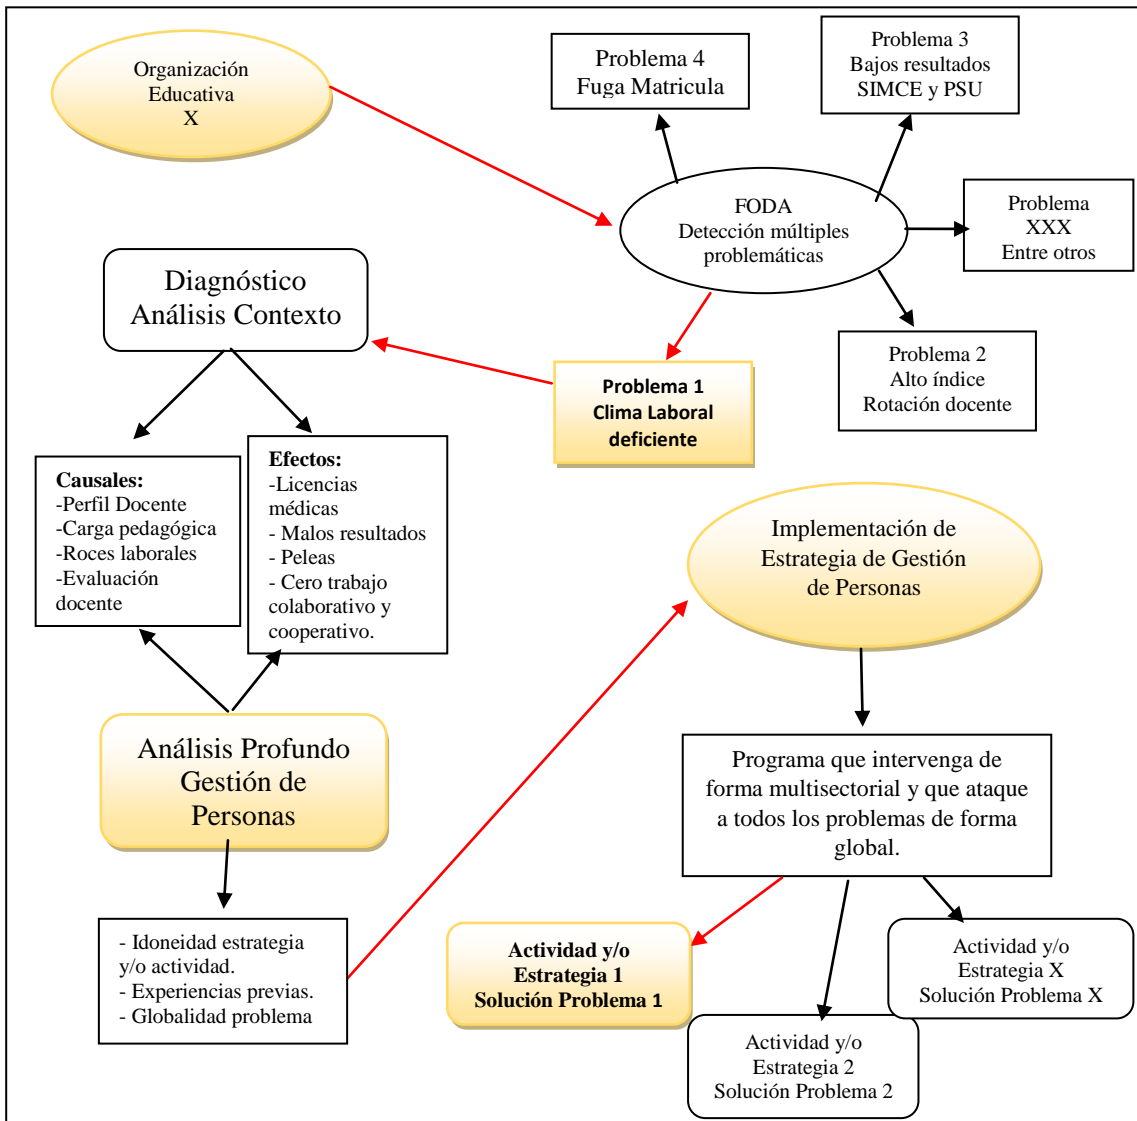 Organización
Educativa
X
Problema 4
Fuga Matricula
Problema 3
Bajos resultados
SIMCE y PSU
FODA
Detección múltiples
problemáticas
Problema
XXX
Entre otros
Diagnóstico
Análisis Contexto
Problema 1
Clima Laboral
deficiente
Problema 2
Alto índice
Rotación docente
Causales:
-Perfil Docente
-Carga pedagógica
-Roces laborales
-Evaluación
docente
Efectos:
-Licencias
médicas
- Malos resultados
- Peleas
- Cero trabajo
colaborativo y
cooperativo.
Implementación de
Estrategia de Gestión
de Personas
Análisis Profundo
Gestión de
Personas
Programa que intervenga de
forma multisectorial y que ataque
a todos los problemas de forma
global.
- Idoneidad estrategia
y/o actividad.
- Experiencias previas.
- Globalidad problema
Actividad y/o
Estrategia 1
Solución Problema 1
Actividad y/o
Estrategia X
Solución Problema X
Actividad y/o
Estrategia 2
Solución Problema 2